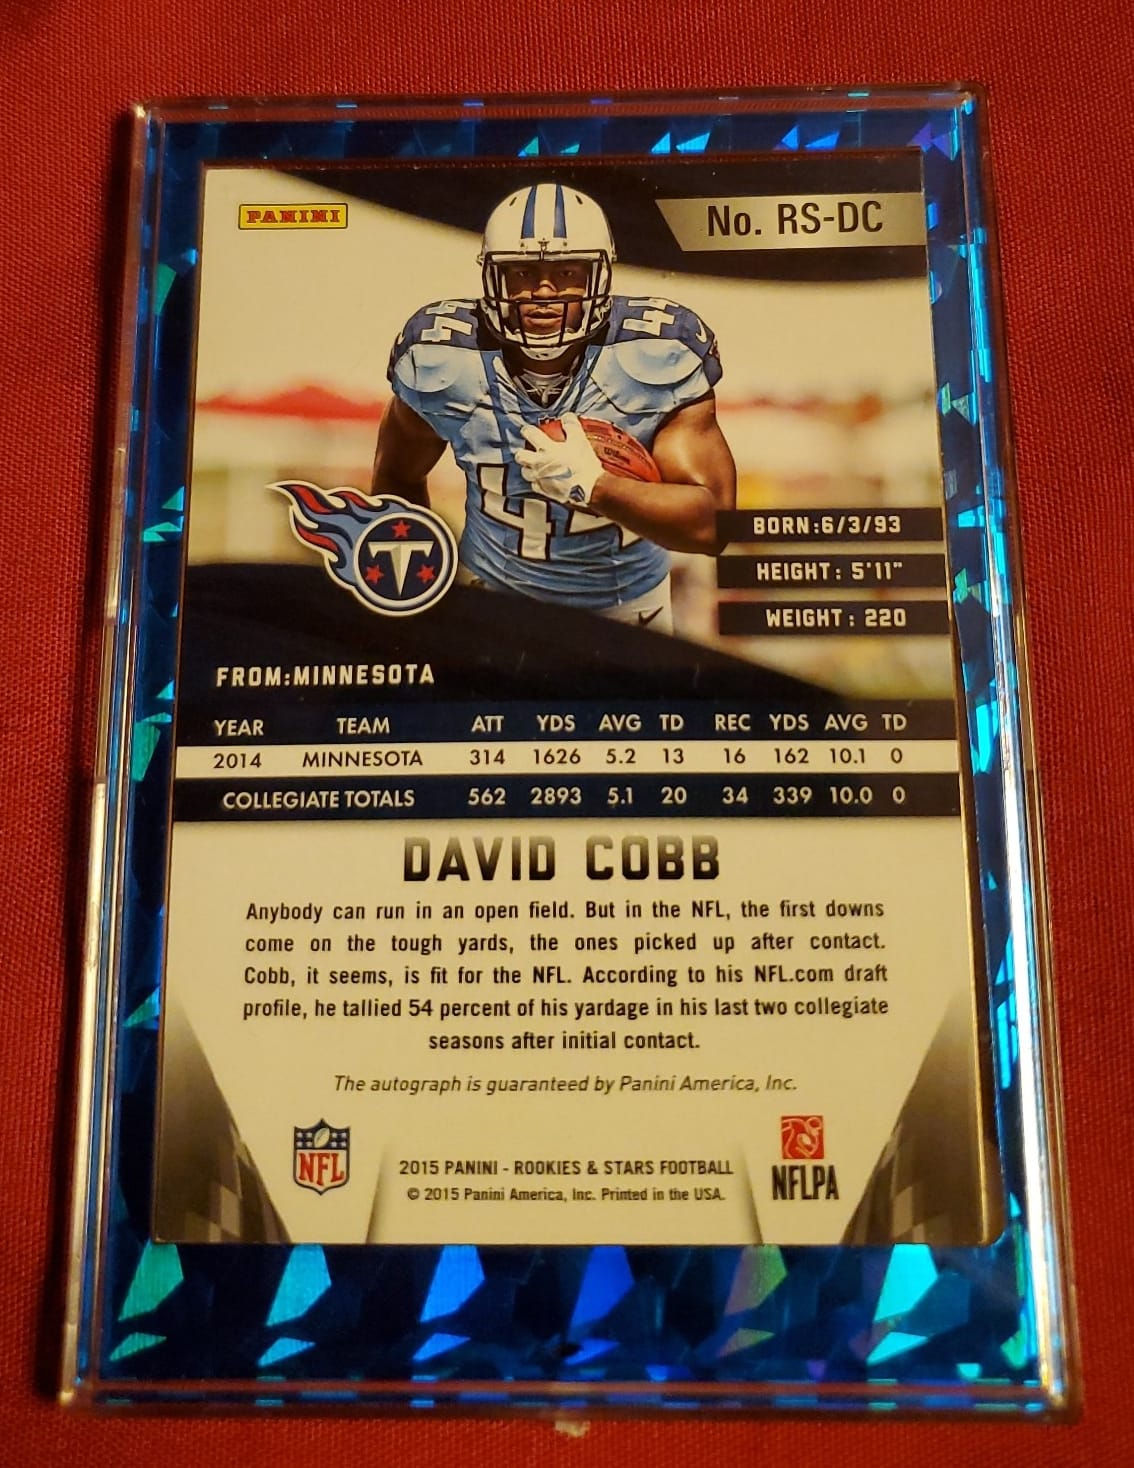 PANINI
No. RS-DC
44
44
Wilson
44
T
BORN:6/3/93
HEIGHT: 5'11"
WEIGHT: 220
FROM:MINNESOTA
YEAR TEAM ATT YDS AVG TD REC YDS AVG TD
2014 MINNESOTA 314 1626 5.2 13 16 162 10.1 0
COLLEGIATE TOTALS 562 2893 5.1 20 34 339 10.0 0
DAVID COBB
Anybody can run in an open field. But in the NFL, the first downs
come on the tough yards, the ones picked up after contact.
Cobb, it seems, is fit for the NFL. According to his NFL.com draft
profile, he tallied 54 percent of his yardage in his last two collegiate
seasons after initial contact.
The autograph is guaranteed by Panini America, Inc.
NFL
2015 PANINI - ROOKIES & STARS FOOTBALL
© 2015 Panini America, Inc. Printed in the USA.
NFLPA